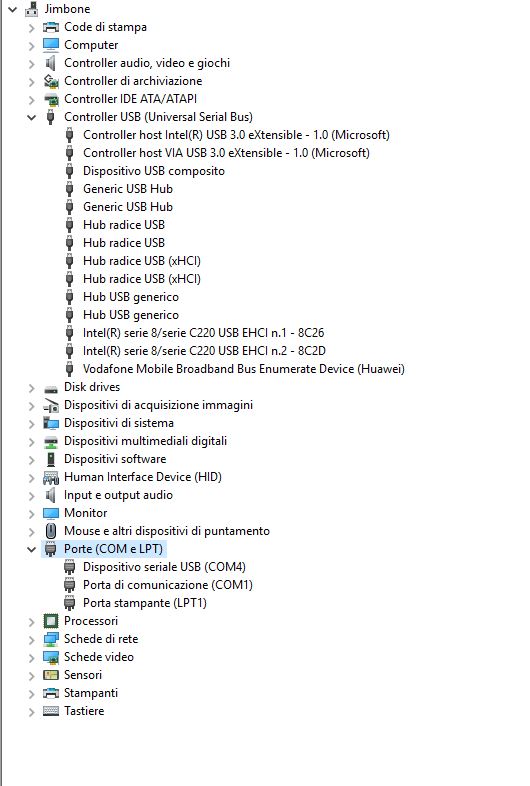 Jimbone
Code di stampa
Computer
Controller audio, video e giochi
Controller di archiviazione
Controller IDE ATA/ATAPI
Controller USB (Universal Serial Bus)
Controller host Intel(R) USB 3.0 eXtensible - 1.0 (Microsoft)
Controller host VIA USB 3.0 eXtensible - 1.0 (Microsoft)
Dispositivo USB composito
Generic USB Hub
Generic USB Hub
Hub radice USB
Hub radice USB
Hub radice USB (xHCI)
Hub radice USB (xHCI)
Hub USB generico
Hub USB generico
Intel(R) serie 8/serie C220 USB EHCI n.1 - 8C26
Intel(R) serie 8/serie C220 USB EHCI n.2 - 8C2D
Vodafone Mobile Broadband Bus Enumerate Device (Huawei)
Disk drives
Dispositivi di acquisizione immagini
Dispositivi di sistema
Dispositivi multimediali digitali
Dispositivi software
Human Interface Device (HID)
Input e output audio
Monitor
Mouse e altri dispositivi di puntamento
Porte (COM e LPT)
Dispositivo seriale USB (COM4)
Porta di comunicazione (COM1)
Porta stampante (LPT1)
Processori
Schede di rete
Schede video
Sensori
Stampanti
Tastiere